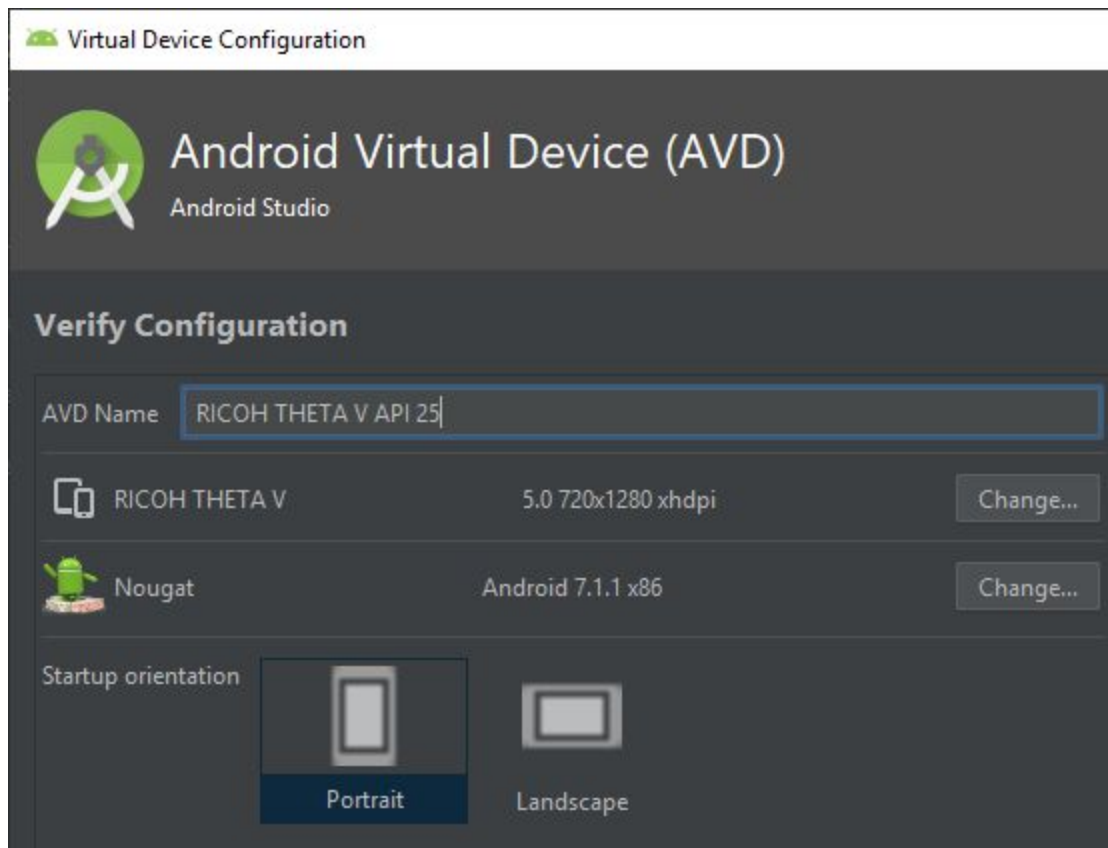 Virtual Device Configuration
Android Virtual Device (AVD)
Android Studio
Verify Configuration
AVD Name RICOH THETA V API 25
RICOH THETA V 5.0 720x1280 xhdpi Change...
Nougat Android 7.1.1 x86 Change...
Startup orientation
Portrait Landscape